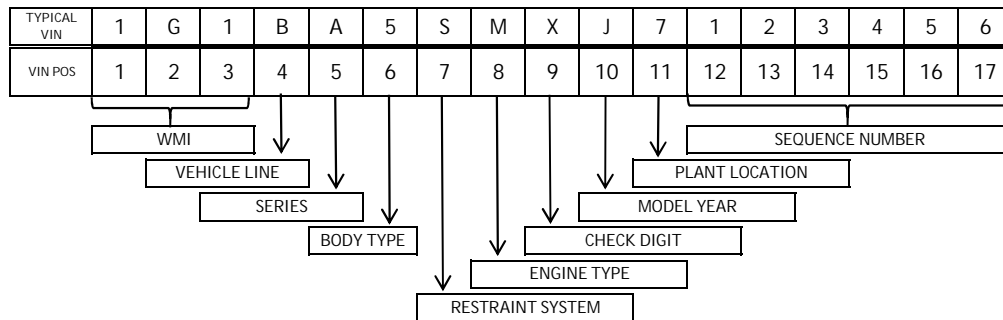 TYPICAL VIN 1 G 1 B A 5 S M X J 7 1 2 3 4 5 6
VIN POS 1 2 3 4 5 6 7 8 9 10 11 12 13 14 15 16 17
WMI SEQUENCE NUMBER
VEHICLE LINE PLANT LOCATION
SERIES MODEL YEAR
BODY TYPE CHECK DIGIT
ENGINE TYPE
RESTRAINT SYSTEM